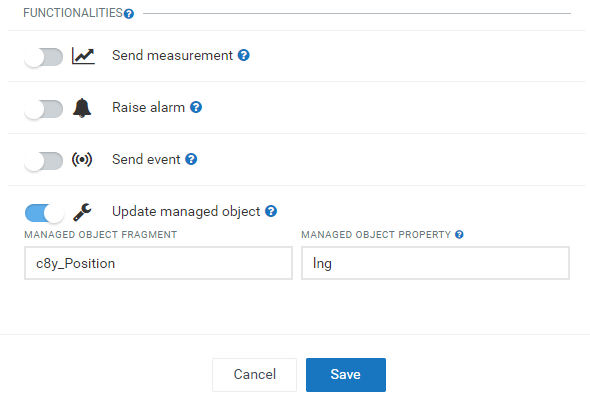 FUNCTIONALITIES
Send measurement
Raise alarm
Send event
Update managed object
MANAGED OBJECT FRAGMENT MANAGED OBJECT PROPERTY
c8y_Position lng
Cancel Save